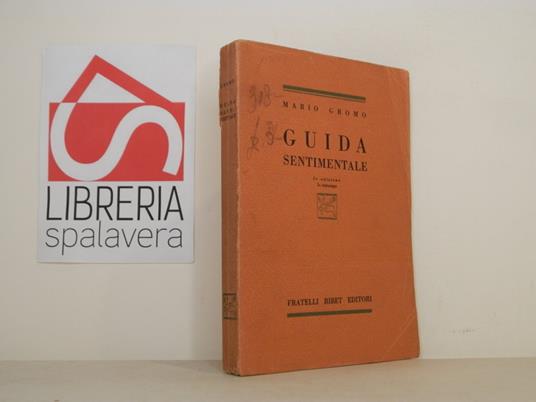 LIBRERIA
spalavera
MARIO GROMO
GUIDA
SENTIMENTALE
FRATELLI RIBET EDITORI